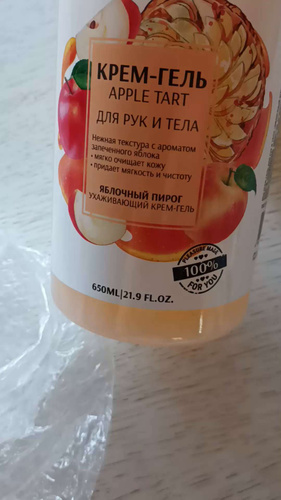 КРЕМ-ГЕЛЬ
APPLE TART
ДЛЯ РУК И ТЕЛА
Нежная текстура с ароматом
запеченного яблока
• мягко очищает кожу
• придает мягкость и чистоту
ЯБЛОЧНЫЙ ПИРОГ
УХАЖИВАЮЩИЙ КРЕМ-ГЕЛЬ
100%
FOR YOU
650ML|21.9 FL.OZ.